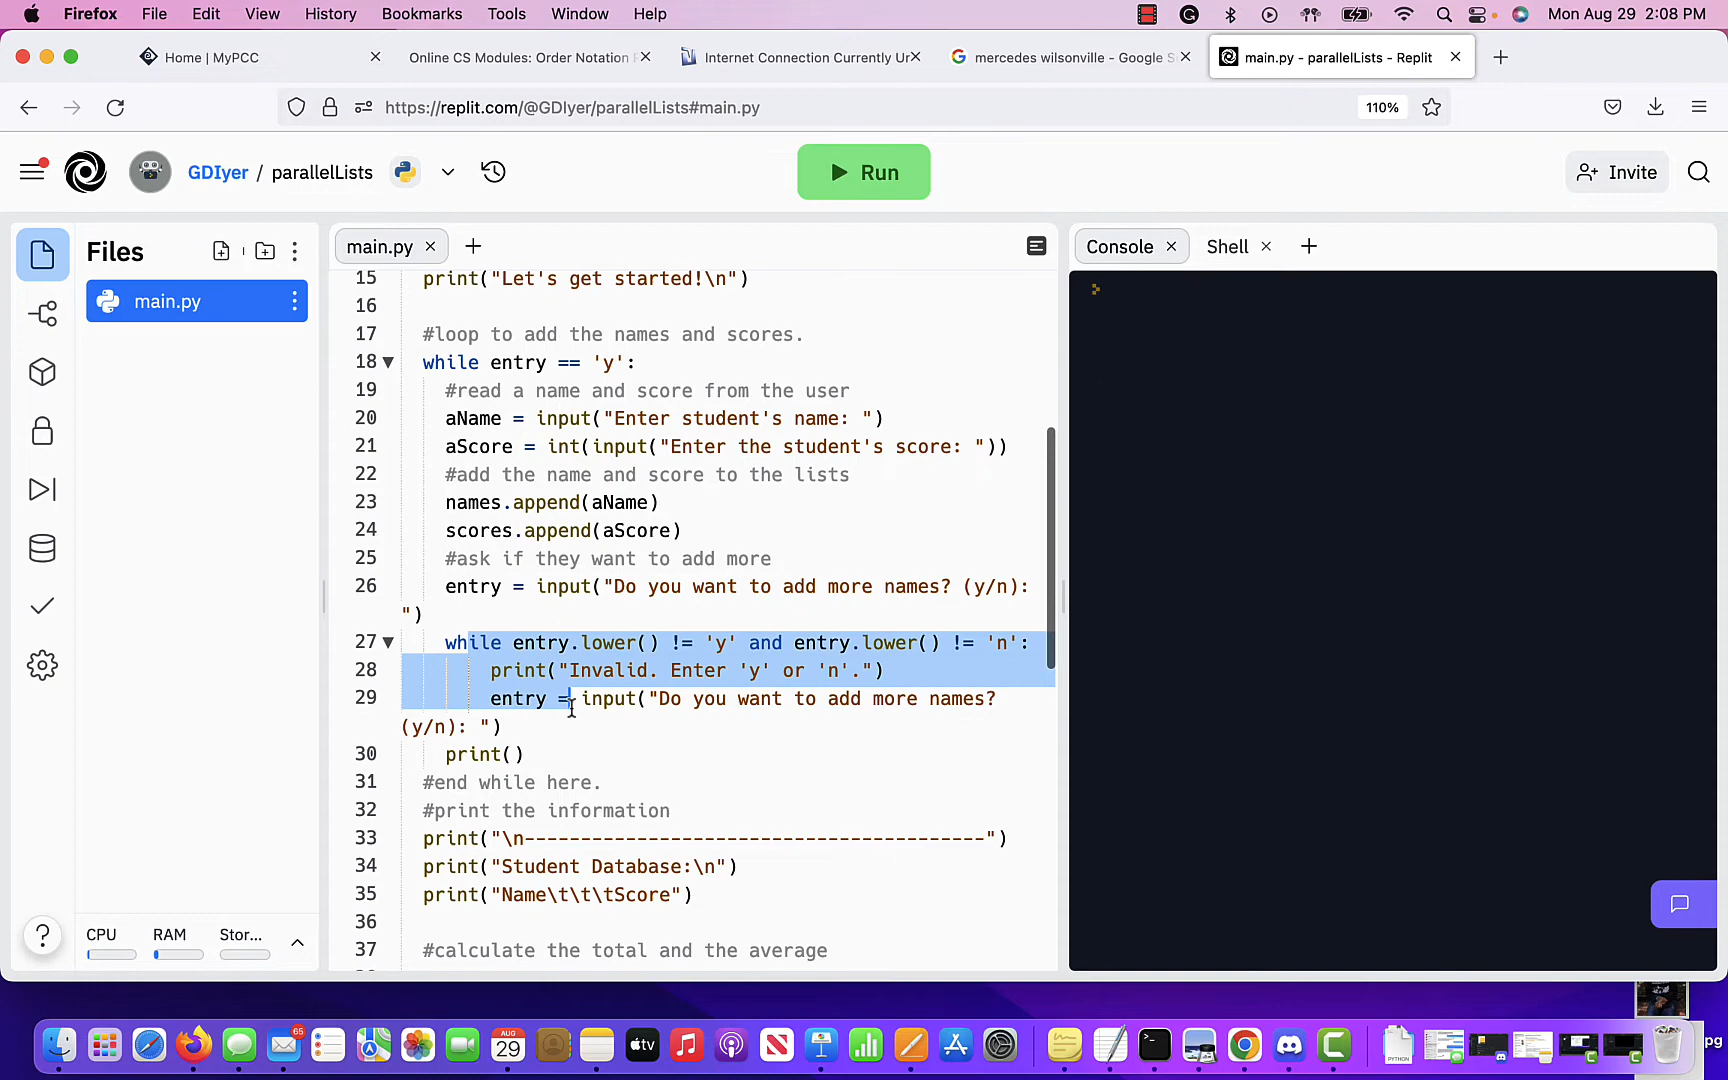 Firefox File Edit View History Bookmarks Tools Window Help Mon Aug 29 2:08 PM
Home | MyPCC Online CS Modules: Order Notation Internet Connection Currently Un mercedes wilsonville - Google S main.py - parallelLists - Replit
https://replit.com/@GDIyer/parallelLists#main.py 110%
GDIyer / parallelLists Run Invite
Files main.py Console Shell
main.py
15 print("Let's get started!\n")
16
17 #loop to add the names and scores.
18 while entry == 'y':
19 #read a name and score from the user
20 aName = input("Enter student's name: ")
21 aScore = int(input("Enter the student's score: "))
22 #add the name and score to the lists
23 names.append(aName)
24 scores.append(aScore)
25 #ask if they want to add more
26 entry = input("Do you want to add more names? (y/n):
")
27 while entry.lower() != 'y' and entry.lower() != 'n':
28 print("Invalid. Enter 'y' or 'n'.")
29 entry = input("Do you want to add more names?
(y/n): ")
30 print()
31 #end while here.
32 #print the information
33 print("\n-----------------------------------------")
34 print("Student Database:\n")
35 print("Name\t\t\tScore")
36
37 #calculate the total and the average
? CPU RAM Stor...
65
AUG
29
tv
PYTHON
pg